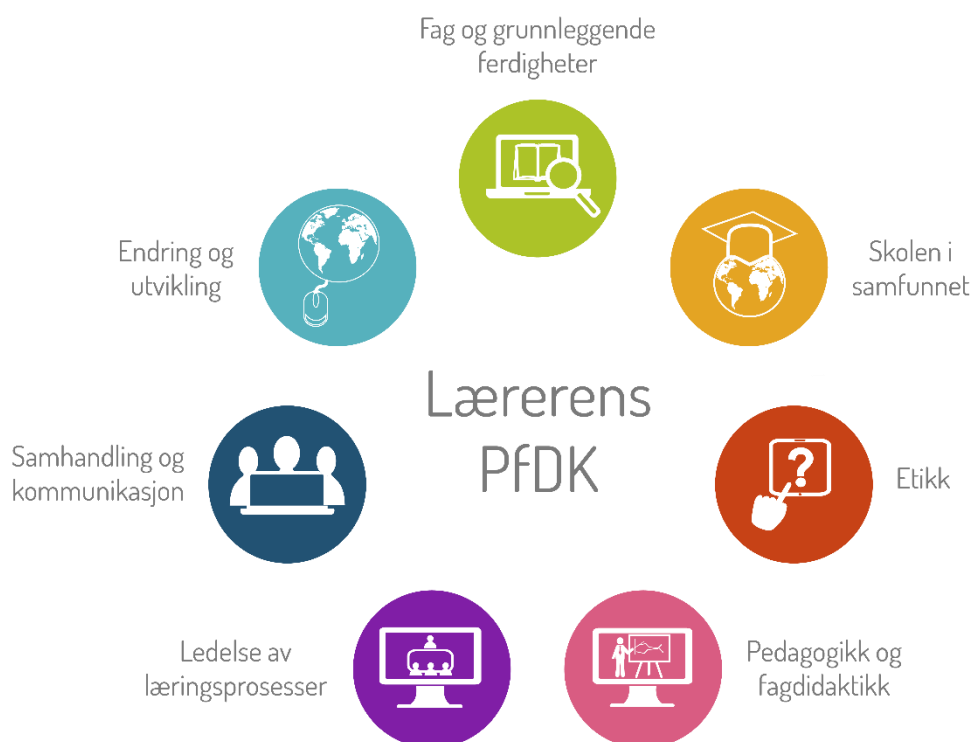 Fag og grunnleggende
ferdigheter
Skolen i
samfunnet
Etikk
Pedagogikk og
fagdidaktikk
Ledelse av
læringsprosesser
Samhandling og
kommunikasjon
Endring og
utvikling
Lærerens
PfDK
?